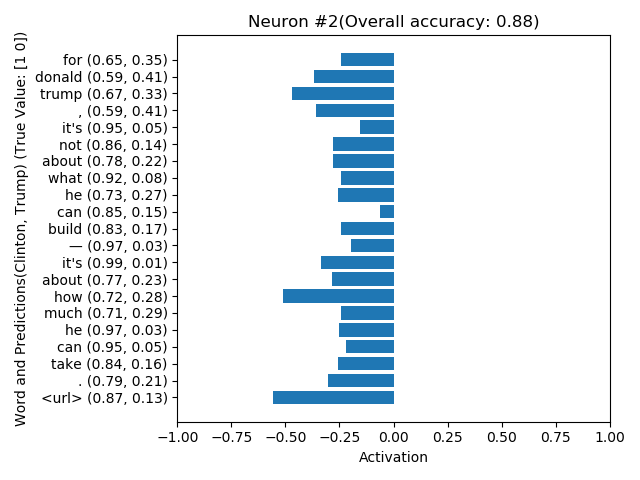 Neuron #2(Overall accuracy: 0.88)
Word and Predictions(Clinton, Trump) (True Value: [1 0])
for (0.65, 0.35)
donald (0.59, 0.41)
trump (0.67, 0.33)
, (0.59, 0.41)
it's (0.95, 0.05)
not (0.86, 0.14)
about (0.78, 0.22)
what (0.92, 0.08)
he (0.73, 0.27)
can (0.85, 0.15)
build (0.83, 0.17)
— (0.97, 0.03)
it's (0.99, 0.01)
about (0.77, 0.23)
how (0.72, 0.28)
much (0.71, 0.29)
he (0.97, 0.03)
can (0.95, 0.05)
take (0.84, 0.16)
. (0.79, 0.21)
<url> (0.87, 0.13)
−1.00 −0.75 −0.50 −0.25 0.00 0.25 0.50 0.75 1.00
Activation